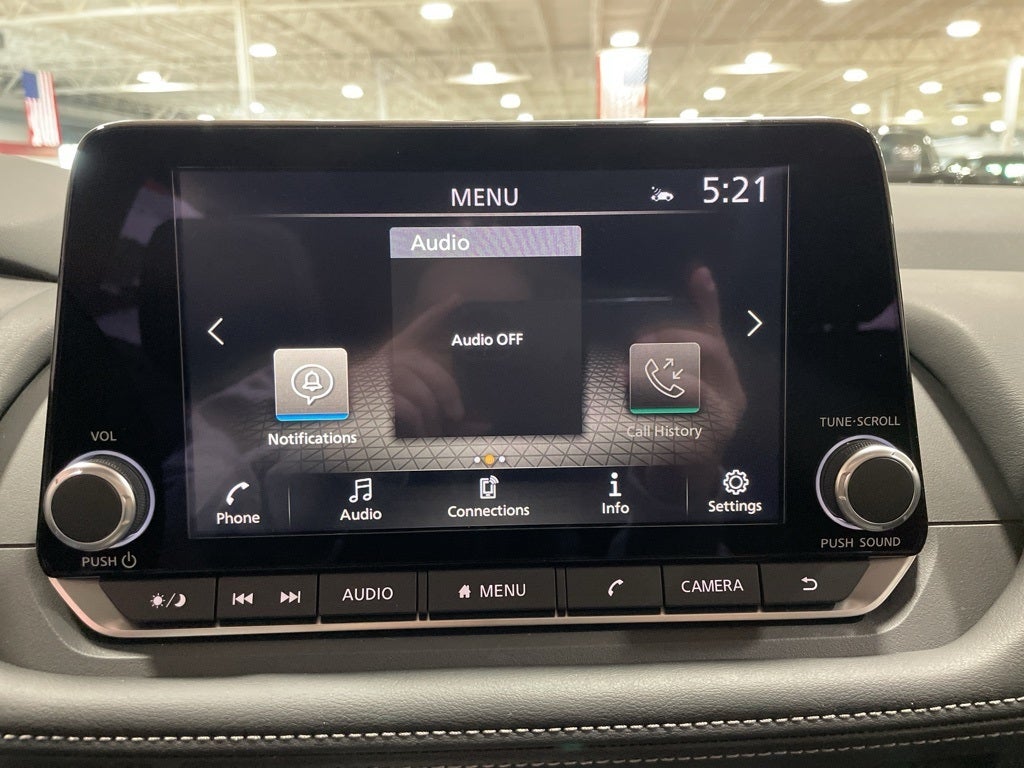 MENU
5:21
Audio
Audio OFF
Notifications
Call History
Phone
Audio
Connections
Info
Settings
VOL
PUSH
TUNE·SCROLL
PUSH SOUND
AUDIO
MENU
CAMERA